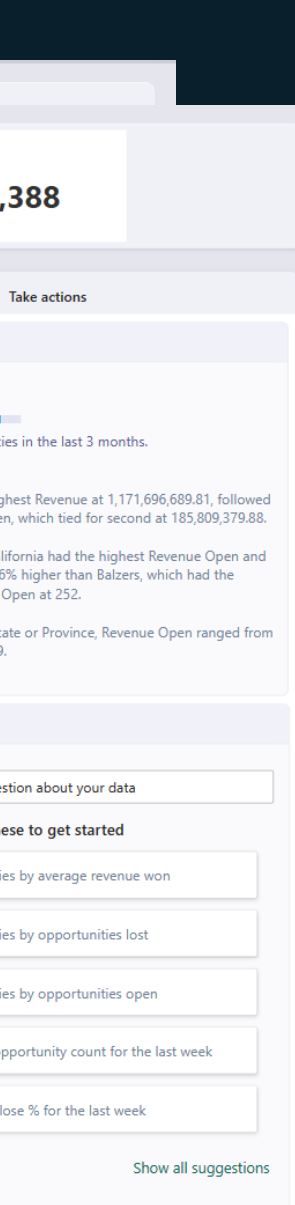 ,388
Take actions
ties in the last 3 months.
ghest Revenue at 1,171,696,689.81, followed
en, which tied for second at 185,809,379.88.
lifornia had the highest Revenue Open and
6% higher than Balzers, which had the
Open at 252.
tate or Province, Revenue Open ranged from
9.
estion about your data
nese to get started
ies by average revenue won
ies by opportunities lost
ies by opportunities open
opportunity count for the last week
lose % for the last week
Show all suggestions